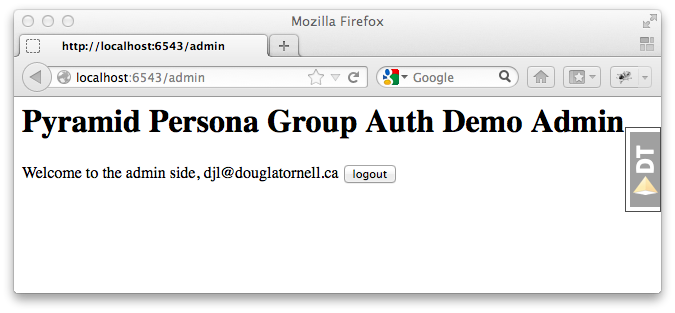 Mozilla Firefox
http://localhost:6543/admin
localhost:6543/admin
Google
Pyramid Persona Group Auth Demo Admin
Welcome to the admin side, djl@douglatornell.ca logout
DT